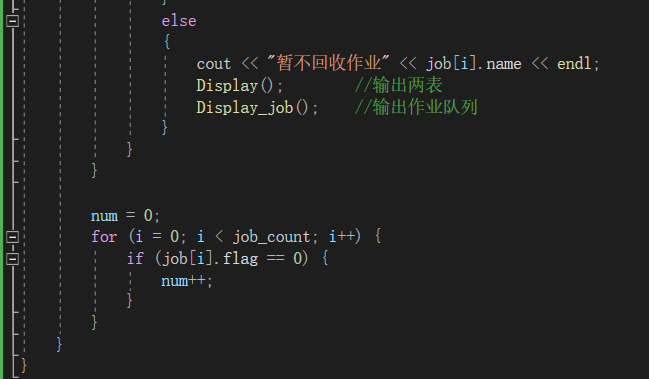 }
else
{
cout << "暂不回收作业" << job[i].name << endl;
Display();        //输出两表
Display_job();    //输出作业队列
}
}
}
num = 0;
for (i = 0; i < job_count; i++) {
if (job[i].flag == 0) {
num++;
}
}
}
}